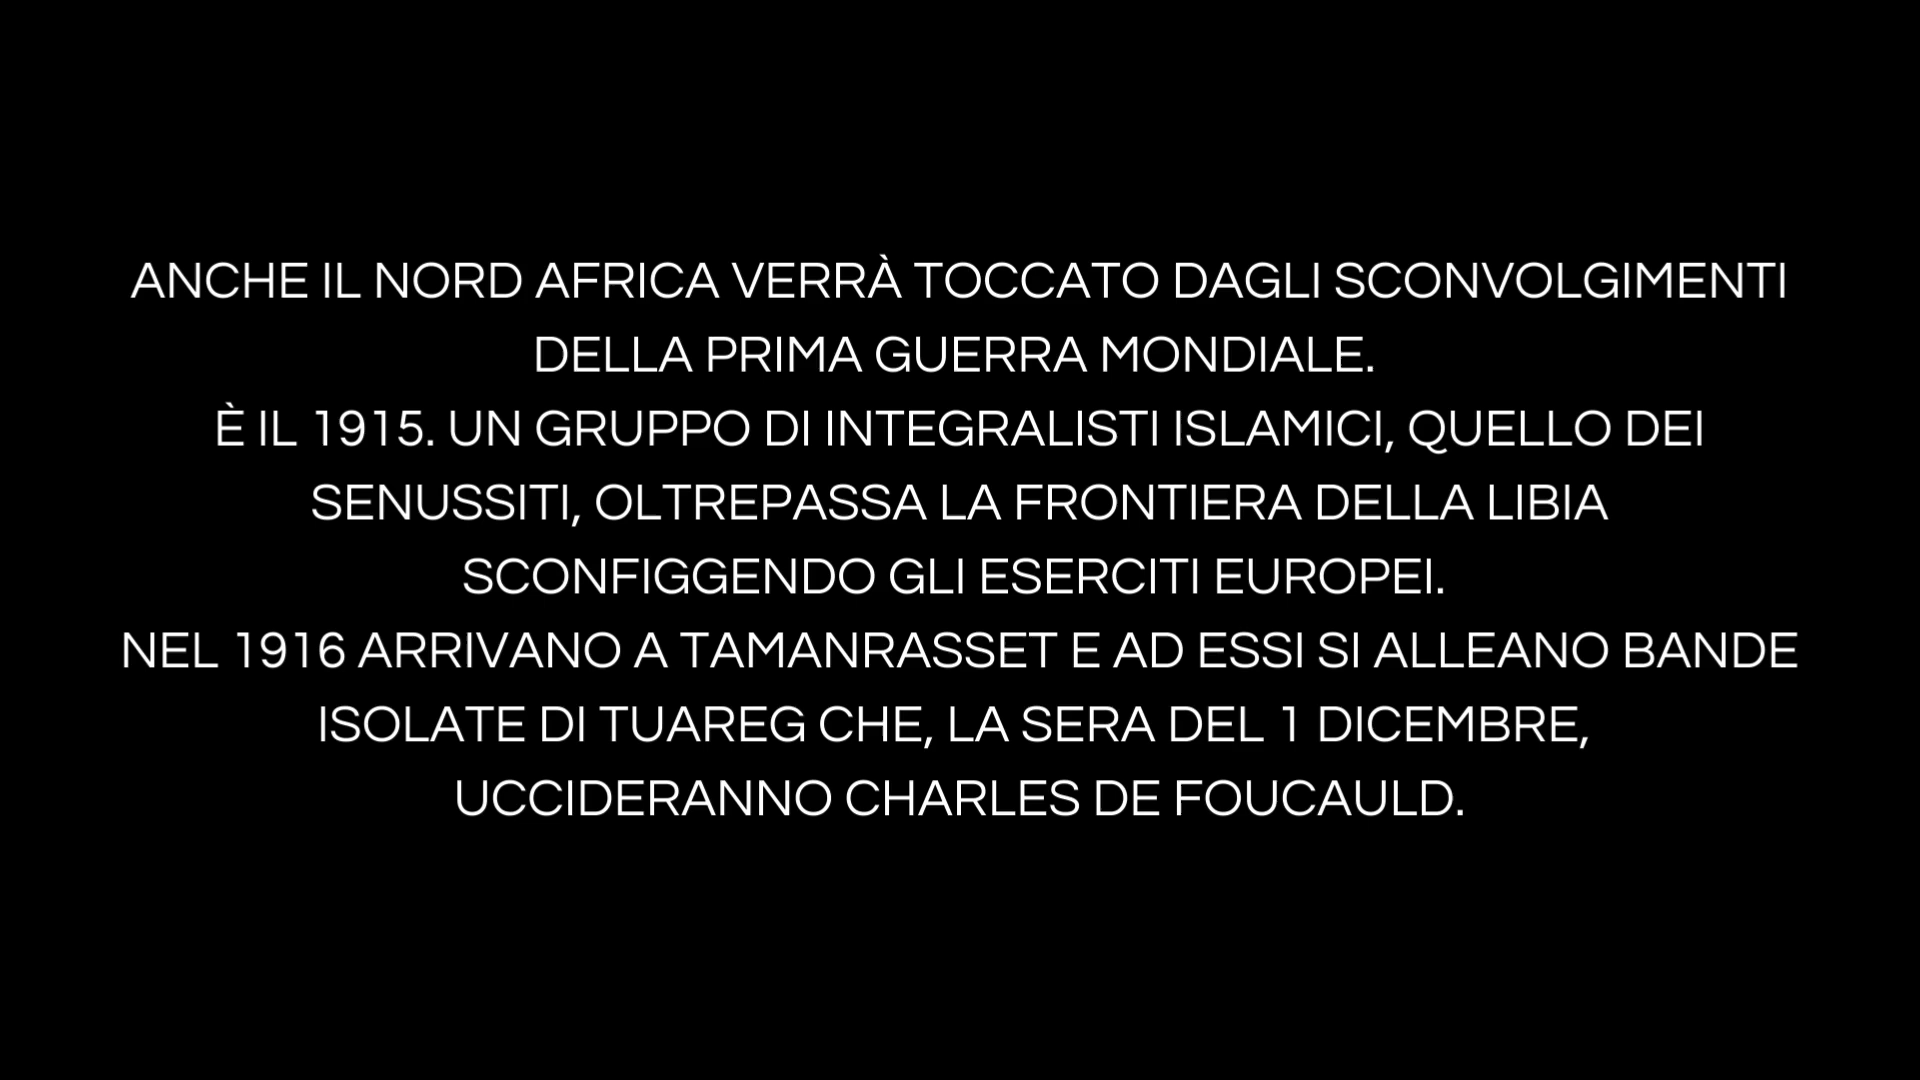 ANCHE IL NORD AFRICA VERRÀ TOCCATO DAGLI SCONVOLGIMENTI
DELLA PRIMA GUERRA MONDIALE.
È IL 1915. UN GRUPPO DI INTEGRALISTI ISLAMICI, QUELLO DEI
SENUSSITI, OLTREPASSA LA FRONTIERA DELLA LIBIA
SCONFIGGENDO GLI ESERCITI EUROPEI.
NEL 1916 ARRIVANO A TAMANRASSET E AD ESSI SI ALLEANO BANDE
ISOLATE DI TUAREG CHE, LA SERA DEL 1 DICEMBRE,
UCCIDERANNO CHARLES DE FOUCAULD.